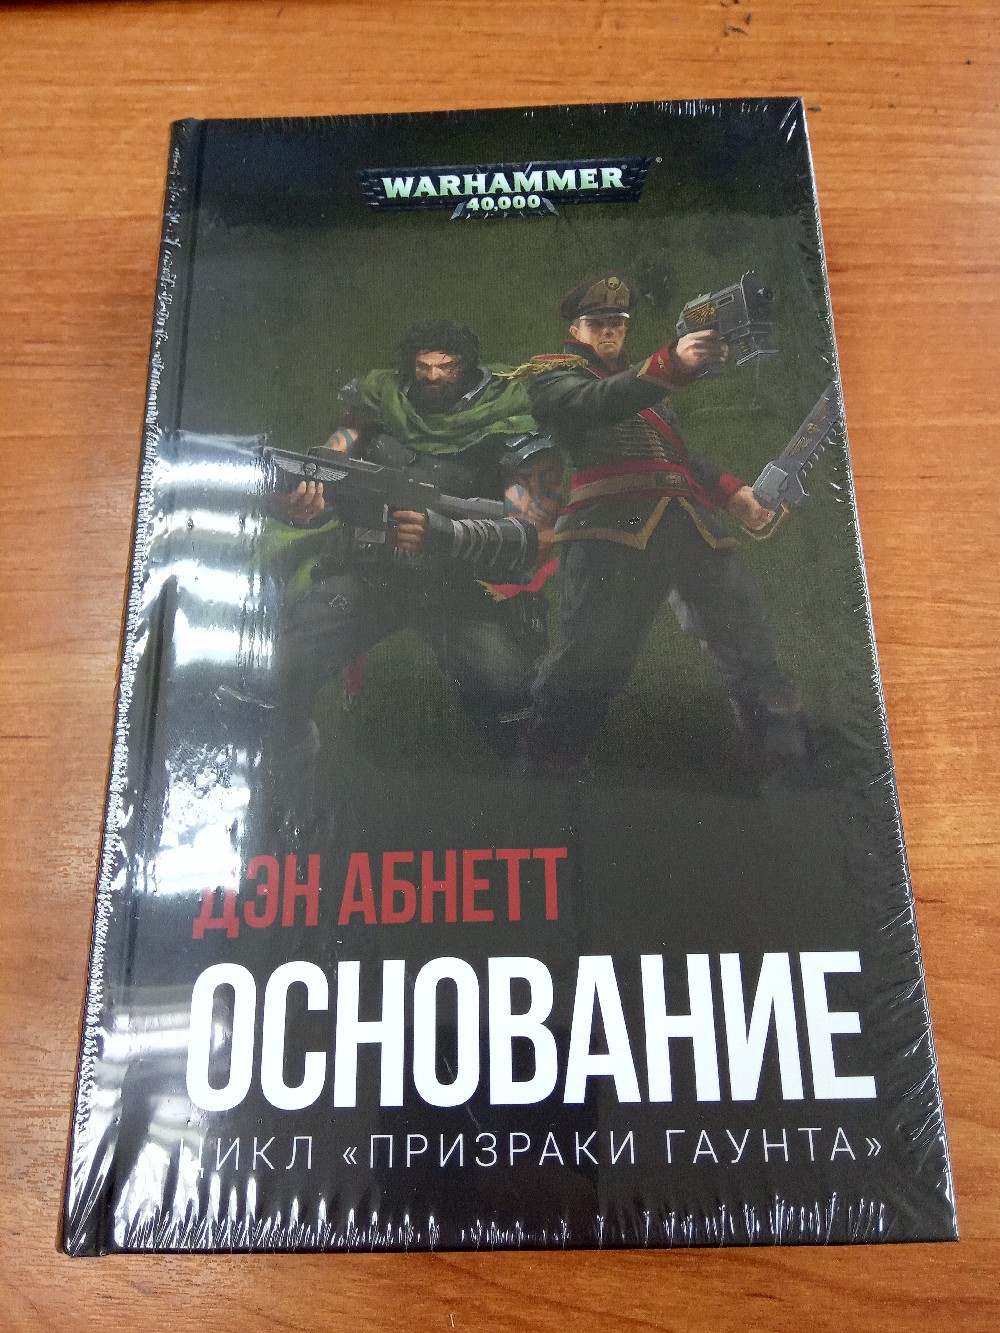 WARHAMMER
40,000
ДЭН АБНЕТТ
ОСНОВАНИЕ
ЦИКЛ «ПРИЗРАКИ ГАУНТА»